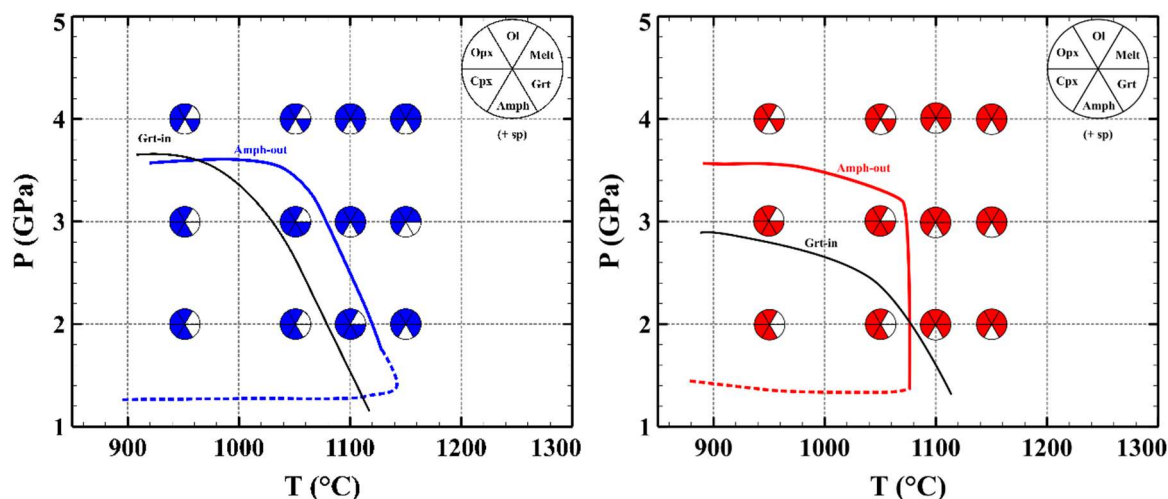 5
4
3
2
1
P (GPa)
900 1000 1100 1200 1300
T (°C)
Grt-in
Amph-out
Ol
Opx
Melt
Cpx
Grt
Amph
(+ sp)
5
4
3
2
1
P (GPa)
900 1000 1100 1200 1300
T (°C)
Amph-out
Grt-in
Ol
Opx
Melt
Cpx
Grt
Amph
(+ sp)